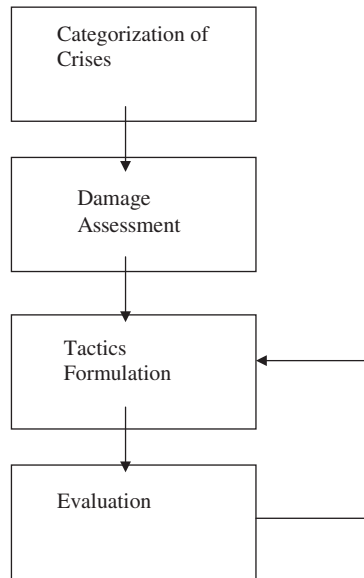 Categorization of
Crises
Damage
Assessment
Tactics
Formulation
Evaluation